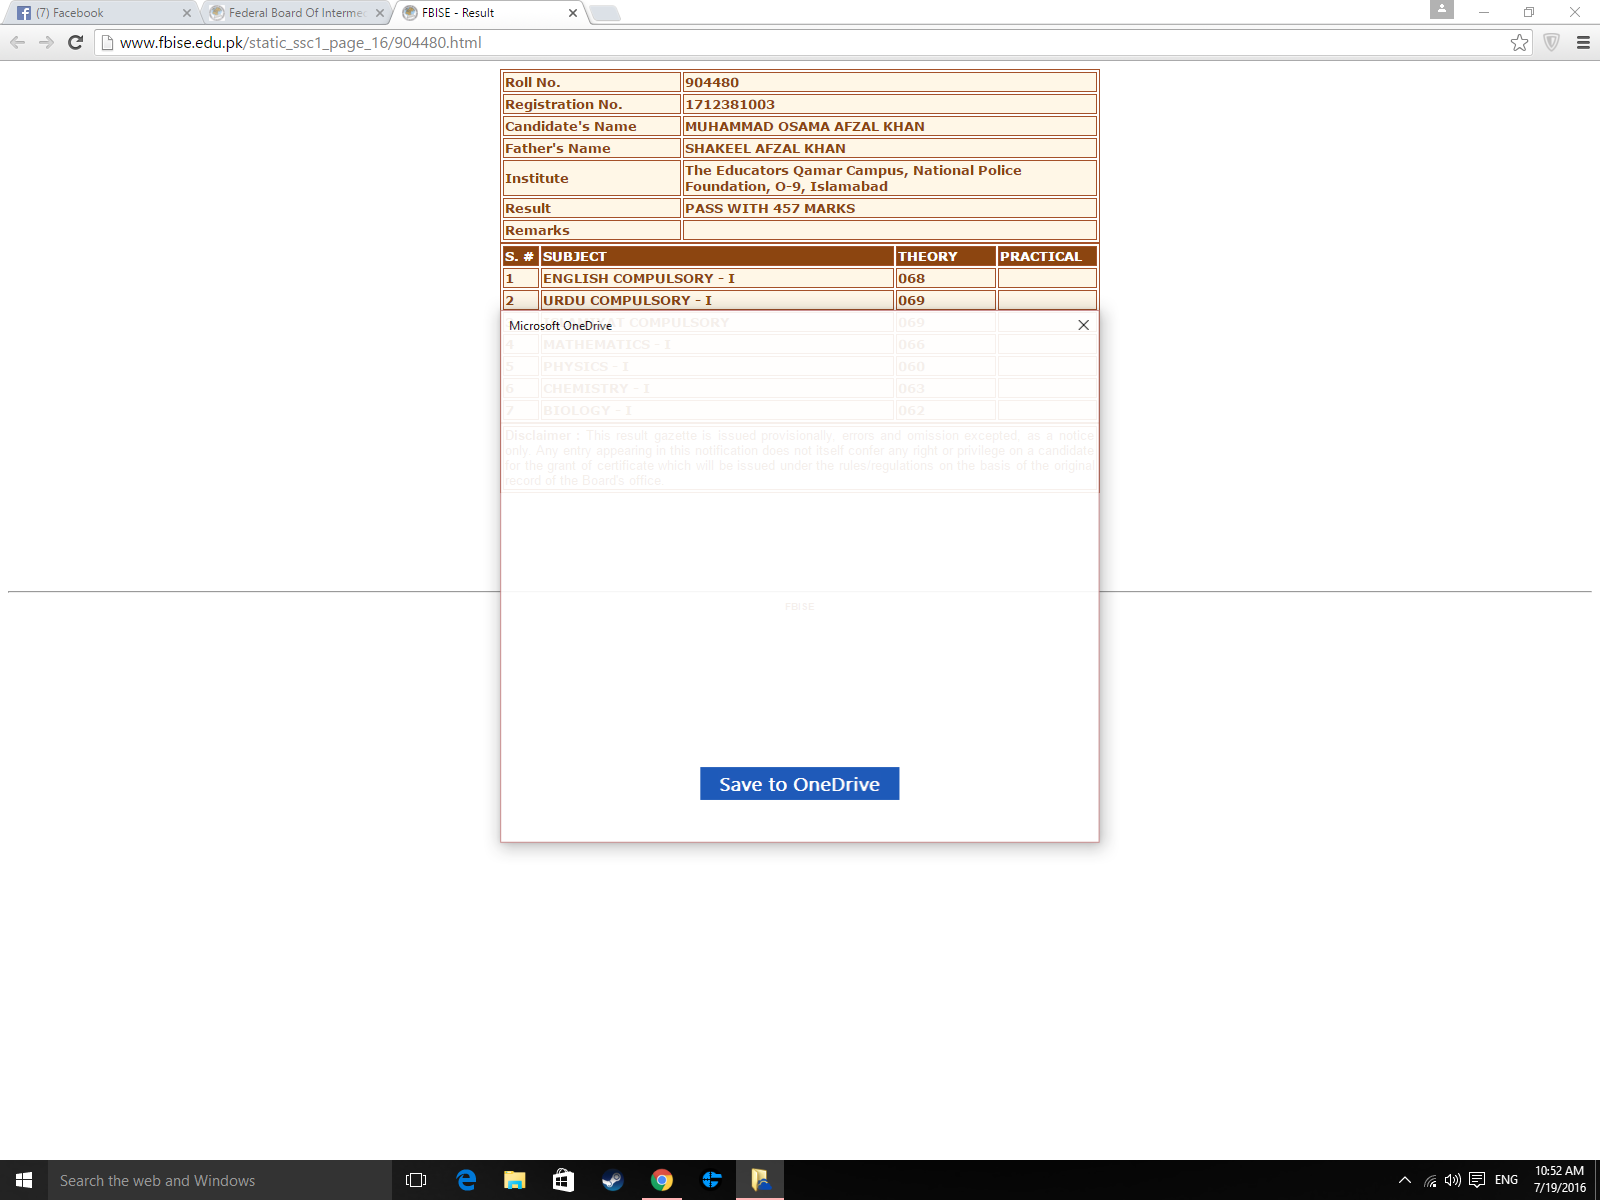 (7) Facebook
Federal Board Of Interme
FBISE - Result
www.fbise.edu.pk/static_ssc1_page_16/904480.html
Roll No. 904480
Registration No. 1712381003
Candidate's Name MUHAMMAD OSAMA AFZAL KHAN
Father's Name SHAKEEL AFZAL KHAN
Institute The Educators Qamar Campus, National Police
Foundation, O-9, Islamabad
Result PASS WITH 457 MARKS
Remarks
S. # SUBJECT THEORY PRACTICAL
1 ENGLISH COMPULSORY - I 068
2 URDU COMPULSORY - I 069
Microsoft OneDrive
COMPULSORY 069
4 MATHEMATICS - I 066
5 PHYSICS - I 060
6 CHEMISTRY - I 063
7 BIOLOGY - I 062
Disclaimer : This result gazette is issued provisionally, errors and omission excepted, as a notice
only. Any entry appearing in this notification does not itself confer any right or privilege on a candidate
for the grant of certificate which will be issued under the rules/regulations on the basis of the original
record of the Board's office.
FBISE
Save to OneDrive
Search the web and Windows
ENG
10:52 AM
7/19/2016